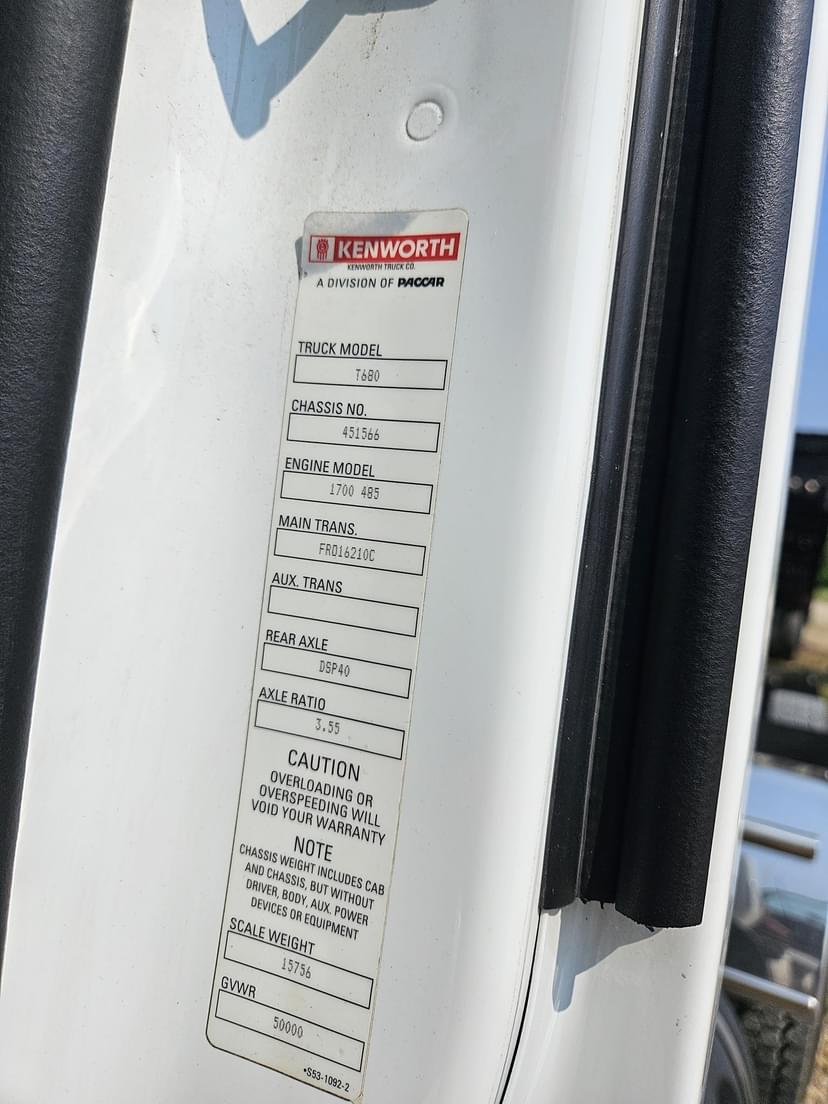 KENWORTH
KENWORTH TRUCK CO.
A DIVISION OF PACCAR
TRUCK MODEL
T680
CHASSIS NO.
451566
ENGINE MODEL
1700 485
MAIN TRANS.
FRO16210C
AUX. TRANS
REAR AXLE
DSP40
AXLE RATIO
3.55
CAUTION
OVERLOADING OR
OVERSPEEDING WILL
VOID YOUR WARRANTY
NOTE
CHASSIS WEIGHT INCLUDES CAB
AND CHASSIS, BUT WITHOUT
DRIVER, BODY, AUX. POWER
DEVICES OR EQUIPMENT
SCALE WEIGHT
15756
GVWR
50000
•S53-1092-2